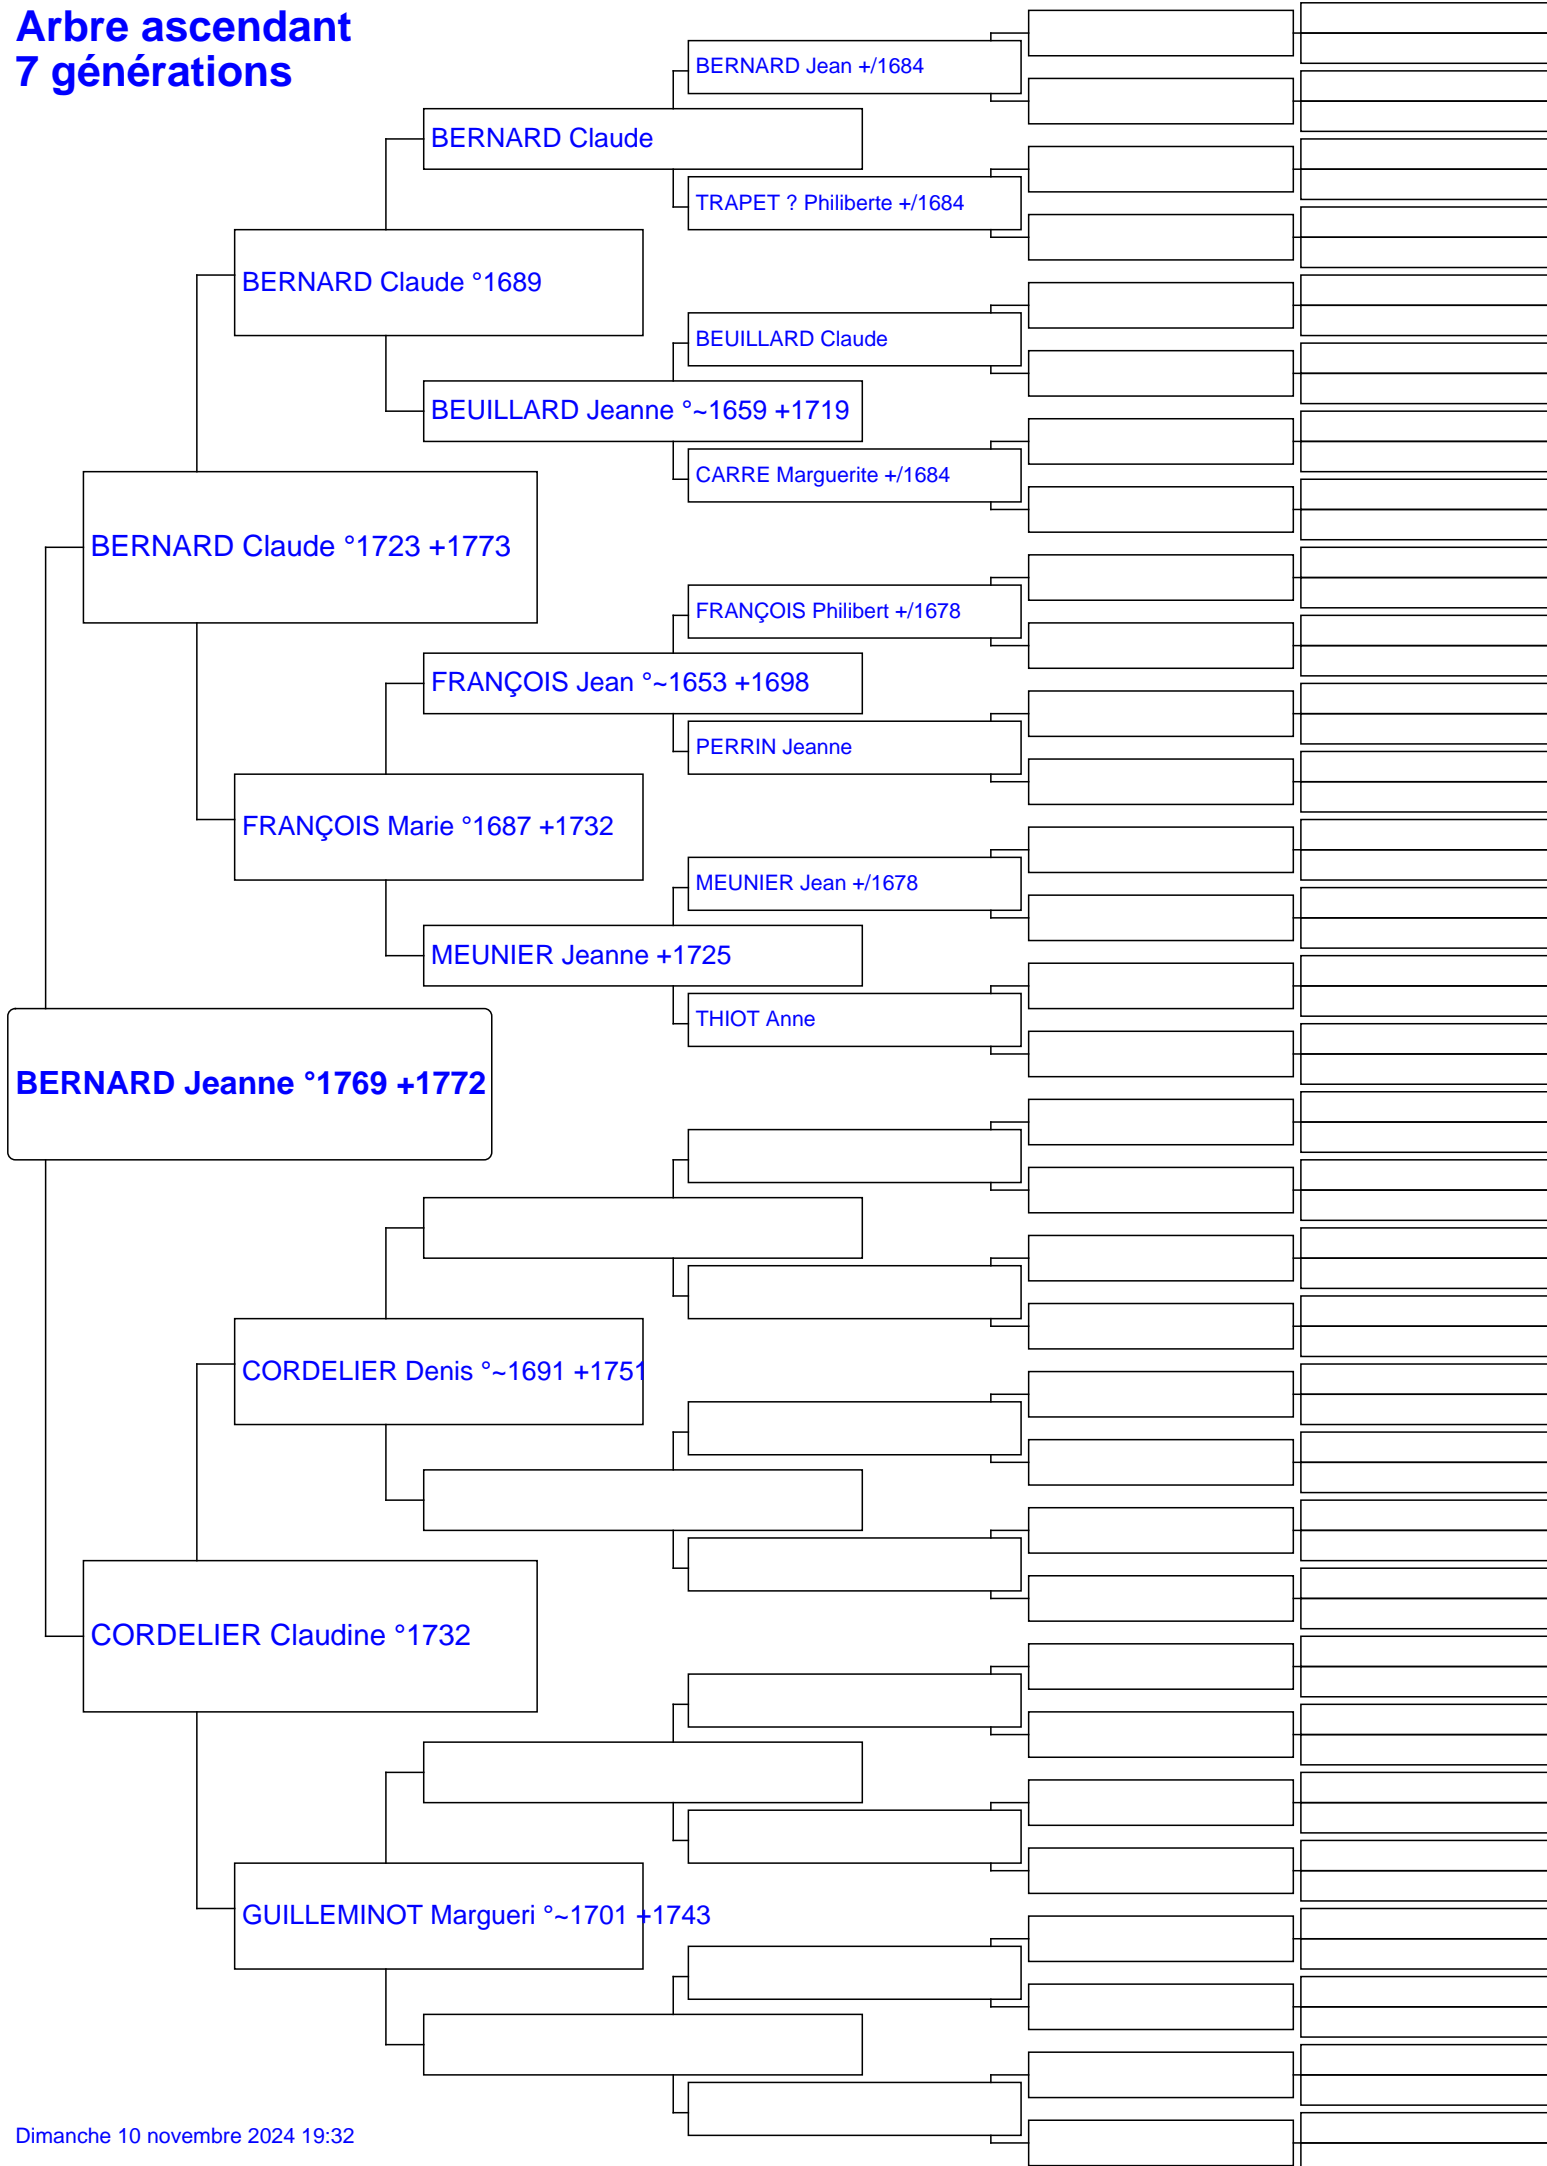 Arbre ascendant
7 générations
BERNARD Jean +/1684
BERNARD Claude
TRAPET ? Philiberte +/1684
BERNARD Claude °1689
BEUILLARD Claude
BEUILLARD Jeanne °~1659 +1719
CARRE Marguerite +/1684
BERNARD Claude °1723 +1773
FRANÇOIS Philibert +/1678
FRANÇOIS Jean °~1653 +1698
PERRIN Jeanne
FRANÇOIS Marie °1687 +1732
MEUNIER Jean +/1678
MEUNIER Jeanne +1725
THIOT Anne
BERNARD Jeanne °1769 +1772
CORDELIER Denis °~1691 +1751
CORDELIER Claudine °1732
GUILLEMINOT Margueri °~1701 +1743
Dimanche 10 novembre 2024 19:32